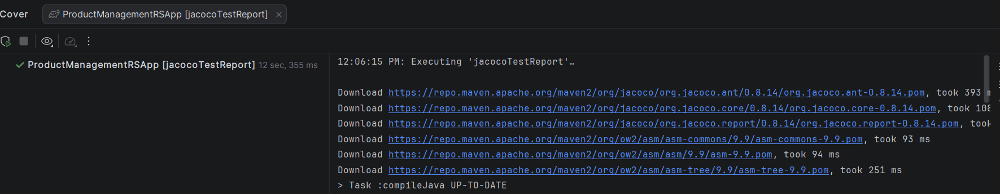 Cover
ProductManagementRSApp [jacocoTestReport]
ProductManagementRSApp [jacocoTestReport] 12 sec, 355 ms
12:06:15 PM: Executing 'jacocoTestReport'…
Download https://repo.maven.apache.org/maven2/org/jacoco/org.jacoco.ant/0.8.14/org.jacoco.ant-0.8.14.pom, took 393 m
Download https://repo.maven.apache.org/maven2/org/jacoco/org.jacoco.core/0.8.14/org.jacoco.core-0.8.14.pom, took 108
Download https://repo.maven.apache.org/maven2/org/jacoco/org.jacoco.report/0.8.14/org.jacoco.report-0.8.14.pom, took
Download https://repo.maven.apache.org/maven2/org/ow2/asm/asm-commons/9.9/asm-commons-9.9.pom, took 93 ms
Download https://repo.maven.apache.org/maven2/org/ow2/asm/asm/9.9/asm-9.9.pom, took 94 ms
Download https://repo.maven.apache.org/maven2/org/ow2/asm/asm-tree/9.9/asm-tree-9.9.pom, took 251 ms
> Task :compileJava UP-TO-DATE